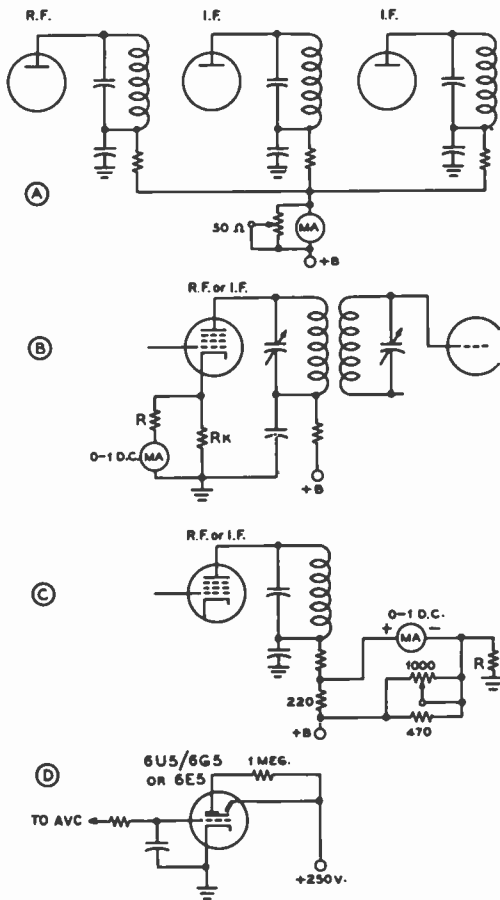 R.F. I.F. I.F.
A
50 Ω
MA
+B
R.F. or I.F.
B
R
RK
0-1 D.C.
MA
+B
R.F. or I.F.
C
0-1 D.C.
+ MA -
R
1000
220
470
+B
D
6U5/6G5
OR 6E5
1 MEG.
TO AVC
+250 V.